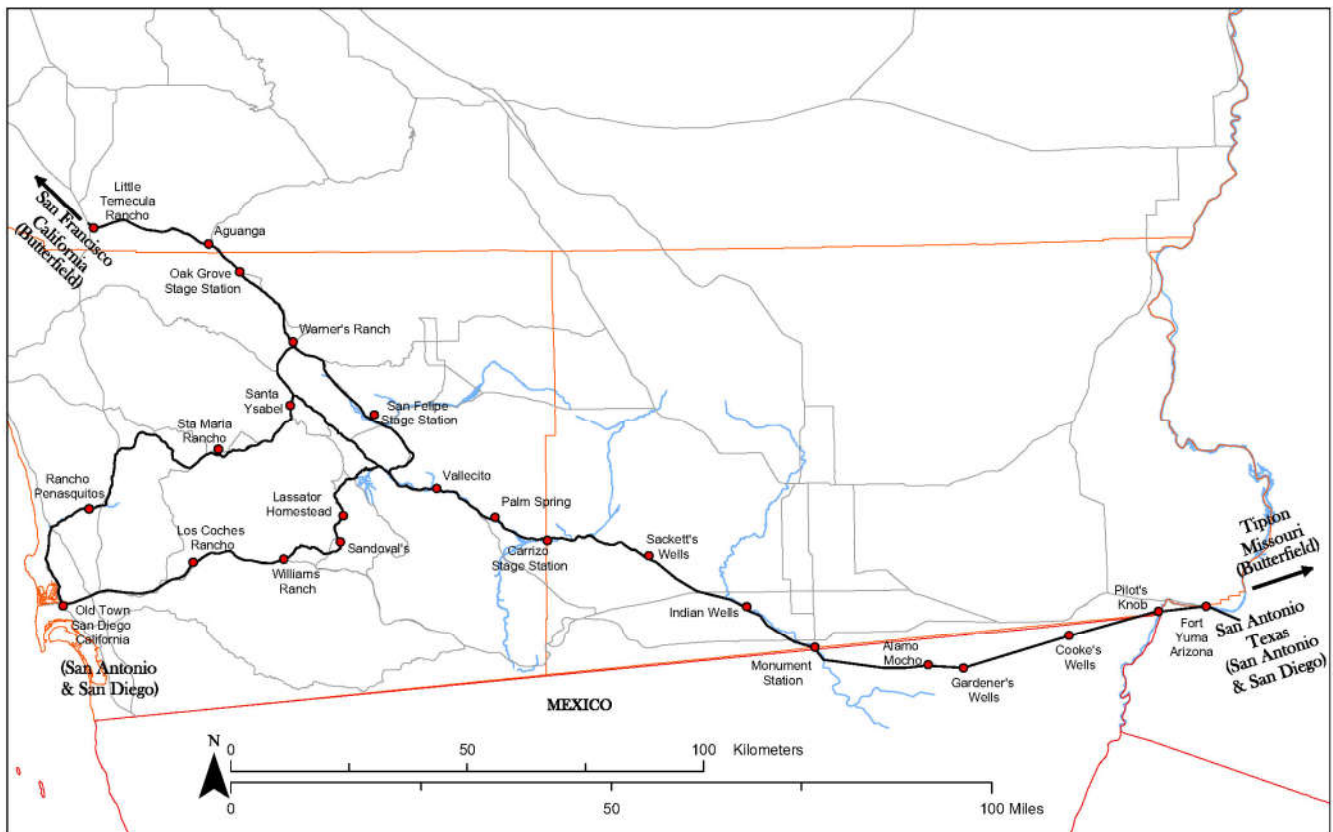 Little
Temecula
Rancho
San Francisco
California
(Butterfield)
Aguanga
Oak Grove
Stage Station
Warner's Ranch
Santa
Ysabel
San Felipe
Stage Station
Sta Maria
Rancho
Rancho
Penasquitos
Vallecito
Lassator
Homestead
Palm Spring
Los Coches
Rancho
Sandoval's
Carrizo
Stage Station
Sackett's
Wells
Williams
Ranch
Tipton
Missouri
(Butterfield)
Old Town
San Diego
California
Indian Wells
Pilot's
Knob
Fort
Yuma
Arizona
San Antonio
Texas
(San Antonio
& San Diego)
(San Antonio
& San Diego)
Monument
Station
Alamo
Mocho
Gardener's
Wells
Cooke's
Wells
MEXICO
N
0 50 100 Kilometers
0 50 100 Miles